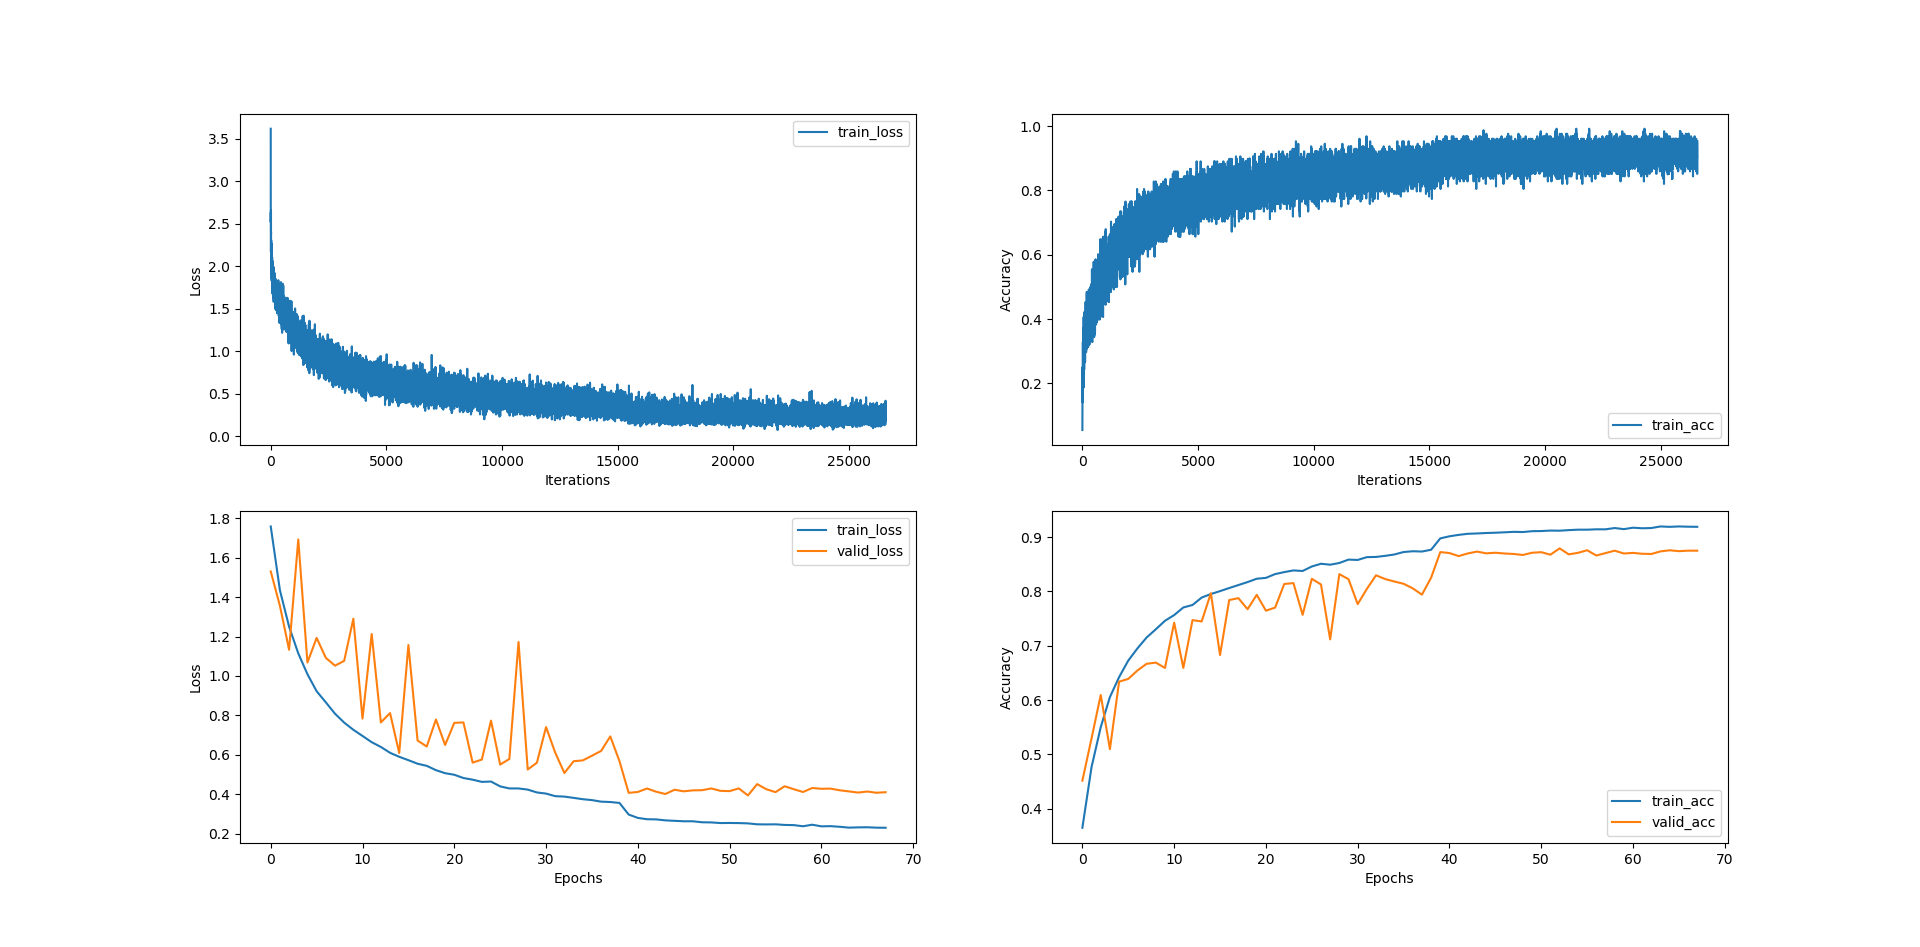 3.5
3.0
2.5
2.0
1.5
1.0
0.5
0.0
Loss
train_loss
0 5000 10000 15000 20000 25000
Iterations
1.0
0.8
0.6
0.4
0.2
Accuracy
train_acc
0 5000 10000 15000 20000 25000
Iterations
1.8
1.6
1.4
1.2
1.0
0.8
0.6
0.4
0.2
Loss
train_loss
valid_loss
0 10 20 30 40 50 60 70
Epochs
0.9
0.8
0.7
0.6
0.5
0.4
Accuracy
train_acc
valid_acc
0 10 20 30 40 50 60 70
Epochs